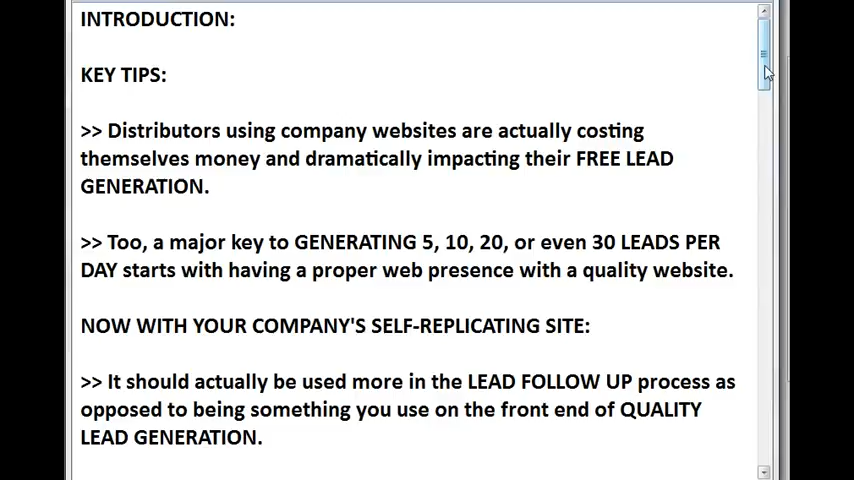 INTRODUCTION:
KEY TIPS:
>> Distributors using company websites are actually costing
themselves money and dramatically impacting their FREE LEAD
GENERATION.
>> Too, a major key to GENERATING 5, 10, 20, or even 30 LEADS PER
DAY starts with having a proper web presence with a quality website.
NOW WITH YOUR COMPANY'S SELF-REPLICATING SITE:
>> It should actually be used more in the LEAD FOLLOW UP process as
opposed to being something you use on the front end of QUALITY
LEAD GENERATION.